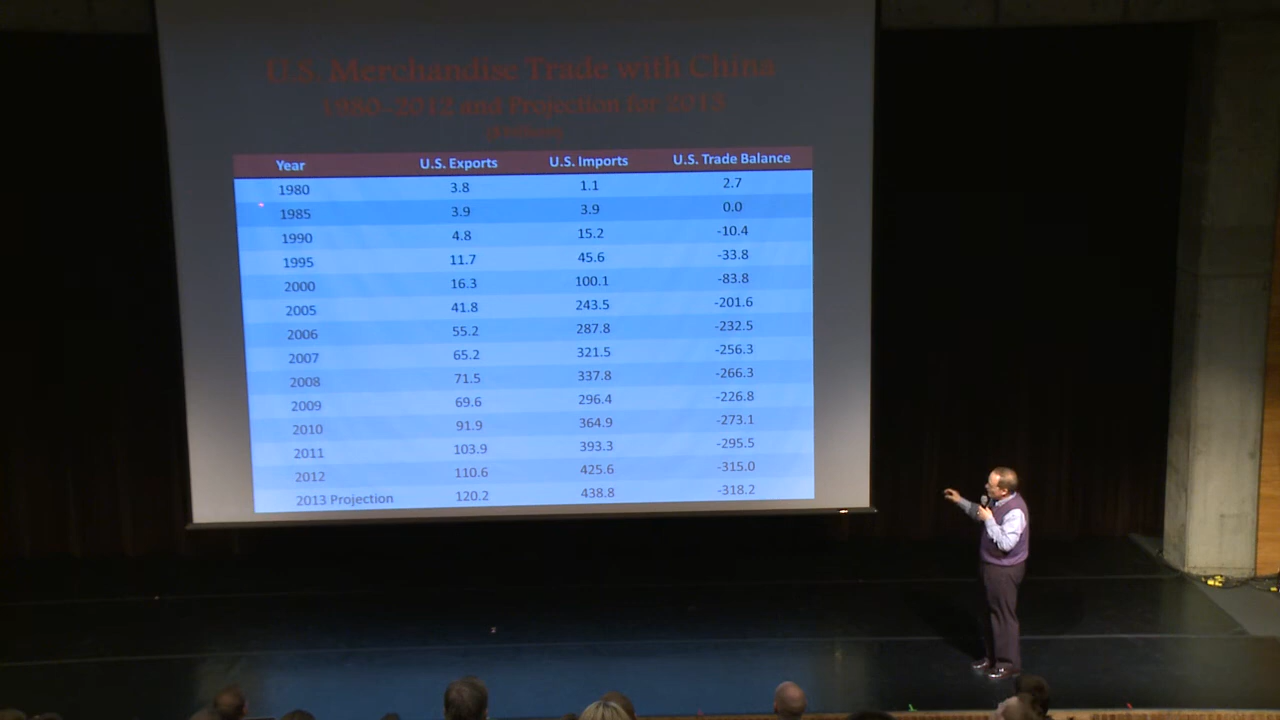 U.S. Merchandise Trade with China
1980–2012 and Projection for 2013
Year U.S. Exports U.S. Imports U.S. Trade Balance
1980 3.8 1.1 2.7
1985 3.9 3.9 0.0
1990 4.8 15.2 -10.4
1995 11.7 45.6 -33.8
2000 16.3 100.1 -83.8
2005 41.8 243.5 -201.6
2006 55.2 287.8 -232.5
2007 65.2 321.5 -256.3
2008 71.5 337.8 -266.3
2009 69.6 296.4 -226.8
2010 91.9 364.9 -273.1
2011 103.9 393.3 -295.5
2012 110.6 425.6 -315.0
2013 Projection 120.2 438.8 -318.2